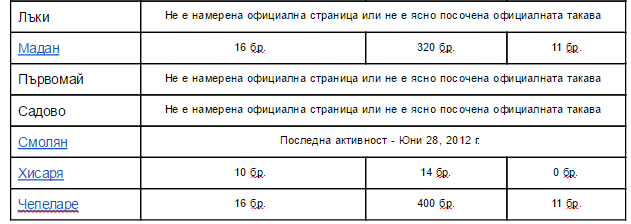 Лъки Не е намерена официална страница или не е ясно посочена официалната такава
Мадан 16 бр. 320 бр. 11 бр.
Първомай Не е намерена официална страница или не е ясно посочена официалната такава
Садово Не е намерена официална страница или не е ясно посочена официалната такава
Смолян Последна активност - Юни 28, 2012 г.
Хисаря 10 бр. 14 бр. 0 бр.
Чепеларе 16 бр. 400 бр. 11 бр.